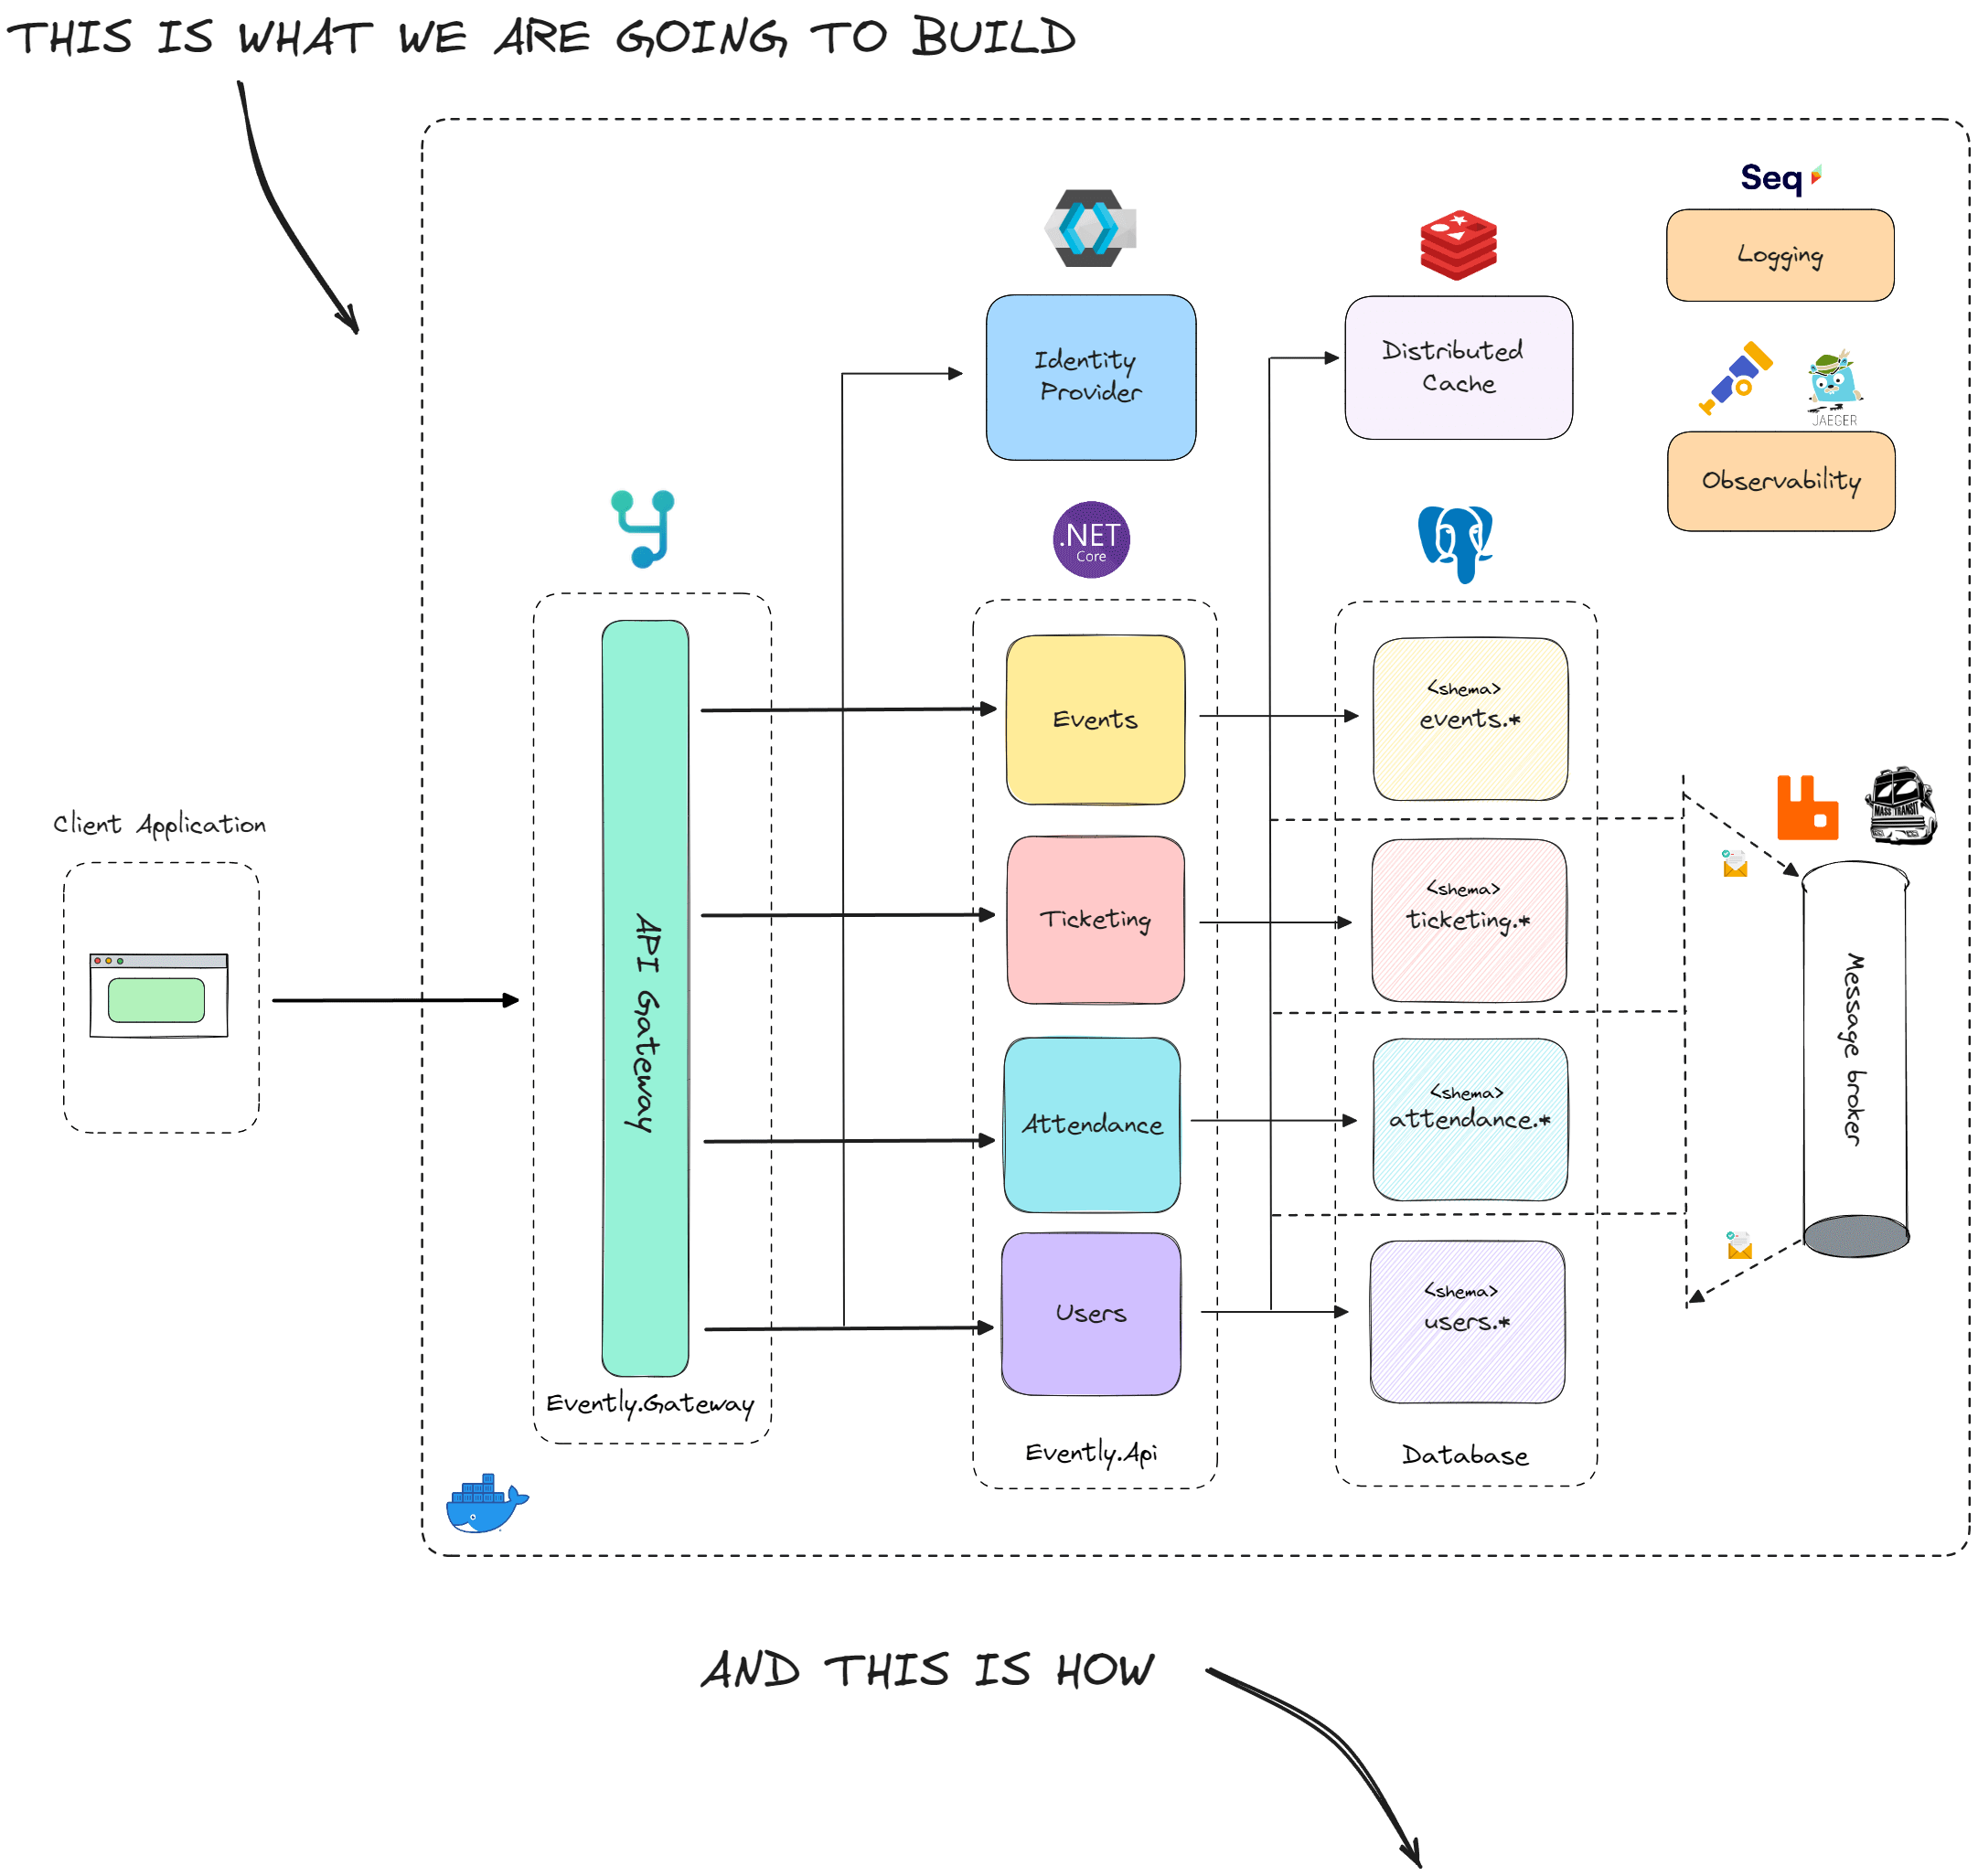 THIS IS WHAT WE ARE GOING TO BUILD
Seq
Logging
Identity
Provider
Distributed
Cache
JAEGER
Observability
.NET
Core
Client Application
API Gateway
Evently.Gateway
Events
Ticketing
Attendance
Users
Evently.Api
<shema>
events.*
<shema>
ticketing.*
<shema>
attendance.*
<shema>
users.*
Database
MASS TRANSIT
Message broker
AND THIS IS HOW